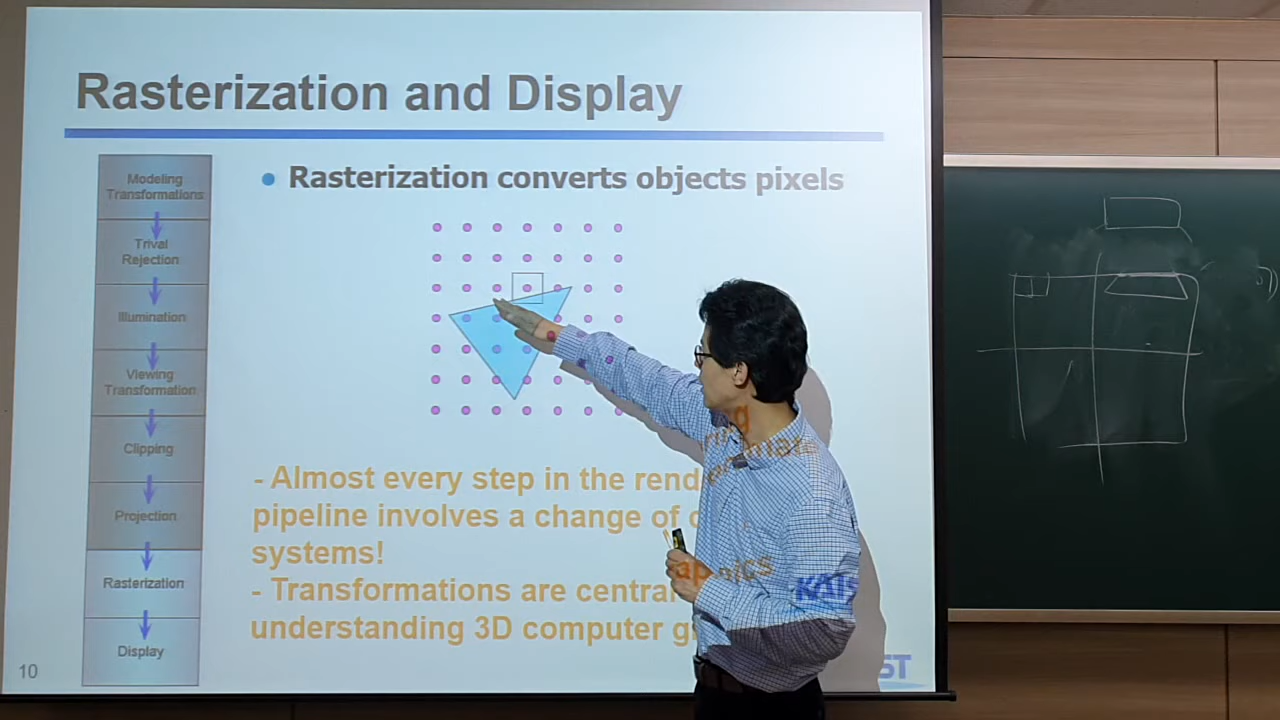 Rasterization and Display
Modeling
Transformations
Trival
Rejection
Illumination
Viewing
Transformation
Clipping
Projection
Rasterization
Display
Rasterization converts objects pixels
- Almost every step in the rend
pipeline involves a change of
systems!
- Transformations are central
understanding 3D computer g
10